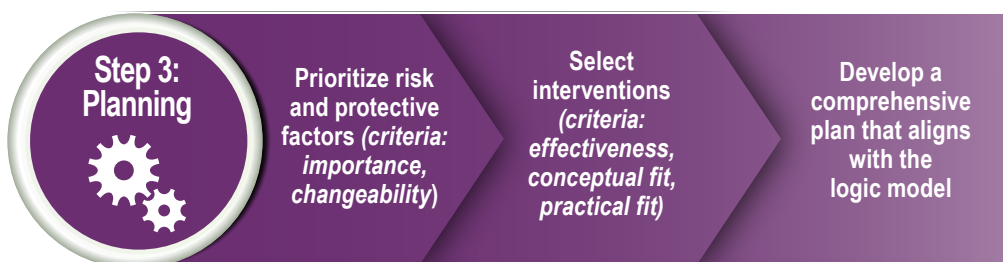 Step 3:
Planning
Prioritize risk
and protective
factors (criteria:
importance,
changeability)
Select
interventions
(criteria:
effectiveness,
conceptual fit,
practical fit)
Develop a
comprehensive
plan that aligns
with the
logic model